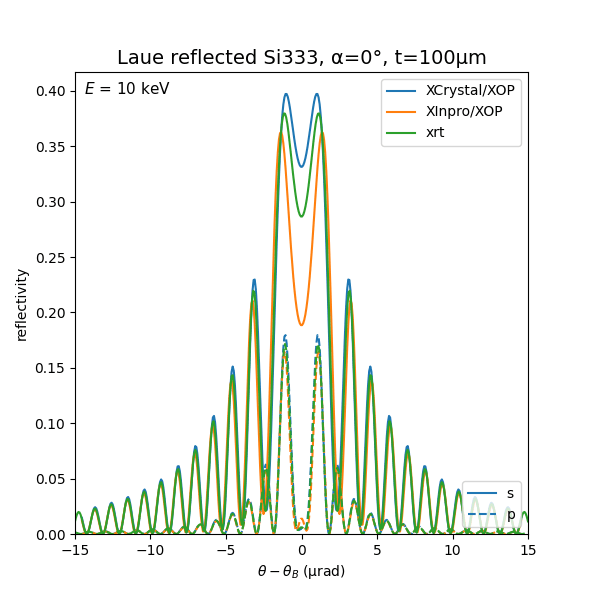 Laue reflected Si333, α=0°, t=100μm
E = 10 keV
XCrystal/XOP
XInpro/XOP
xrt
0.40
0.35
0.30
0.25
0.20
0.15
0.10
0.05
0.00
reflectivity
s
p
−15 −10 −5 0 5 10 15
θ − θ_B (μrad)